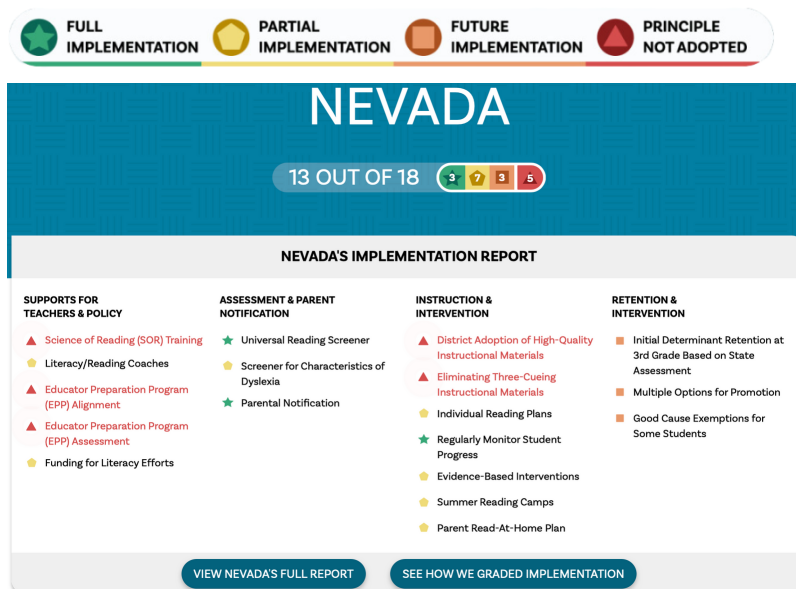 FULL
IMPLEMENTATION
PARTIAL
IMPLEMENTATION
FUTURE
IMPLEMENTATION
PRINCIPLE
NOT ADOPTED
NEVADA
13 OUT OF 18
3
7
3
5
NEVADA'S IMPLEMENTATION REPORT
SUPPORTS FOR
TEACHERS & POLICY
Science of Reading (SOR) Training
Literacy/Reading Coaches
Educator Preparation Program
(EPP) Alignment
Educator Preparation Program
(EPP) Assessment
Funding for Literacy Efforts
ASSESSMENT & PARENT
NOTIFICATION
Universal Reading Screener
Screener for Characteristics of
Dyslexia
Parental Notification
INSTRUCTION &
INTERVENTION
District Adoption of High-Quality
Instructional Materials
Eliminating Three-Cueing
Instructional Materials
Individual Reading Plans
Regularly Monitor Student
Progress
Evidence-Based Interventions
Summer Reading Camps
Parent Read-At-Home Plan
RETENTION &
INTERVENTION
Initial Determinant Retention at
3rd Grade Based on State
Assessment
Multiple Options for Promotion
Good Cause Exemptions for
Some Students
VIEW NEVADA'S FULL REPORT
SEE HOW WE GRADED IMPLEMENTATION